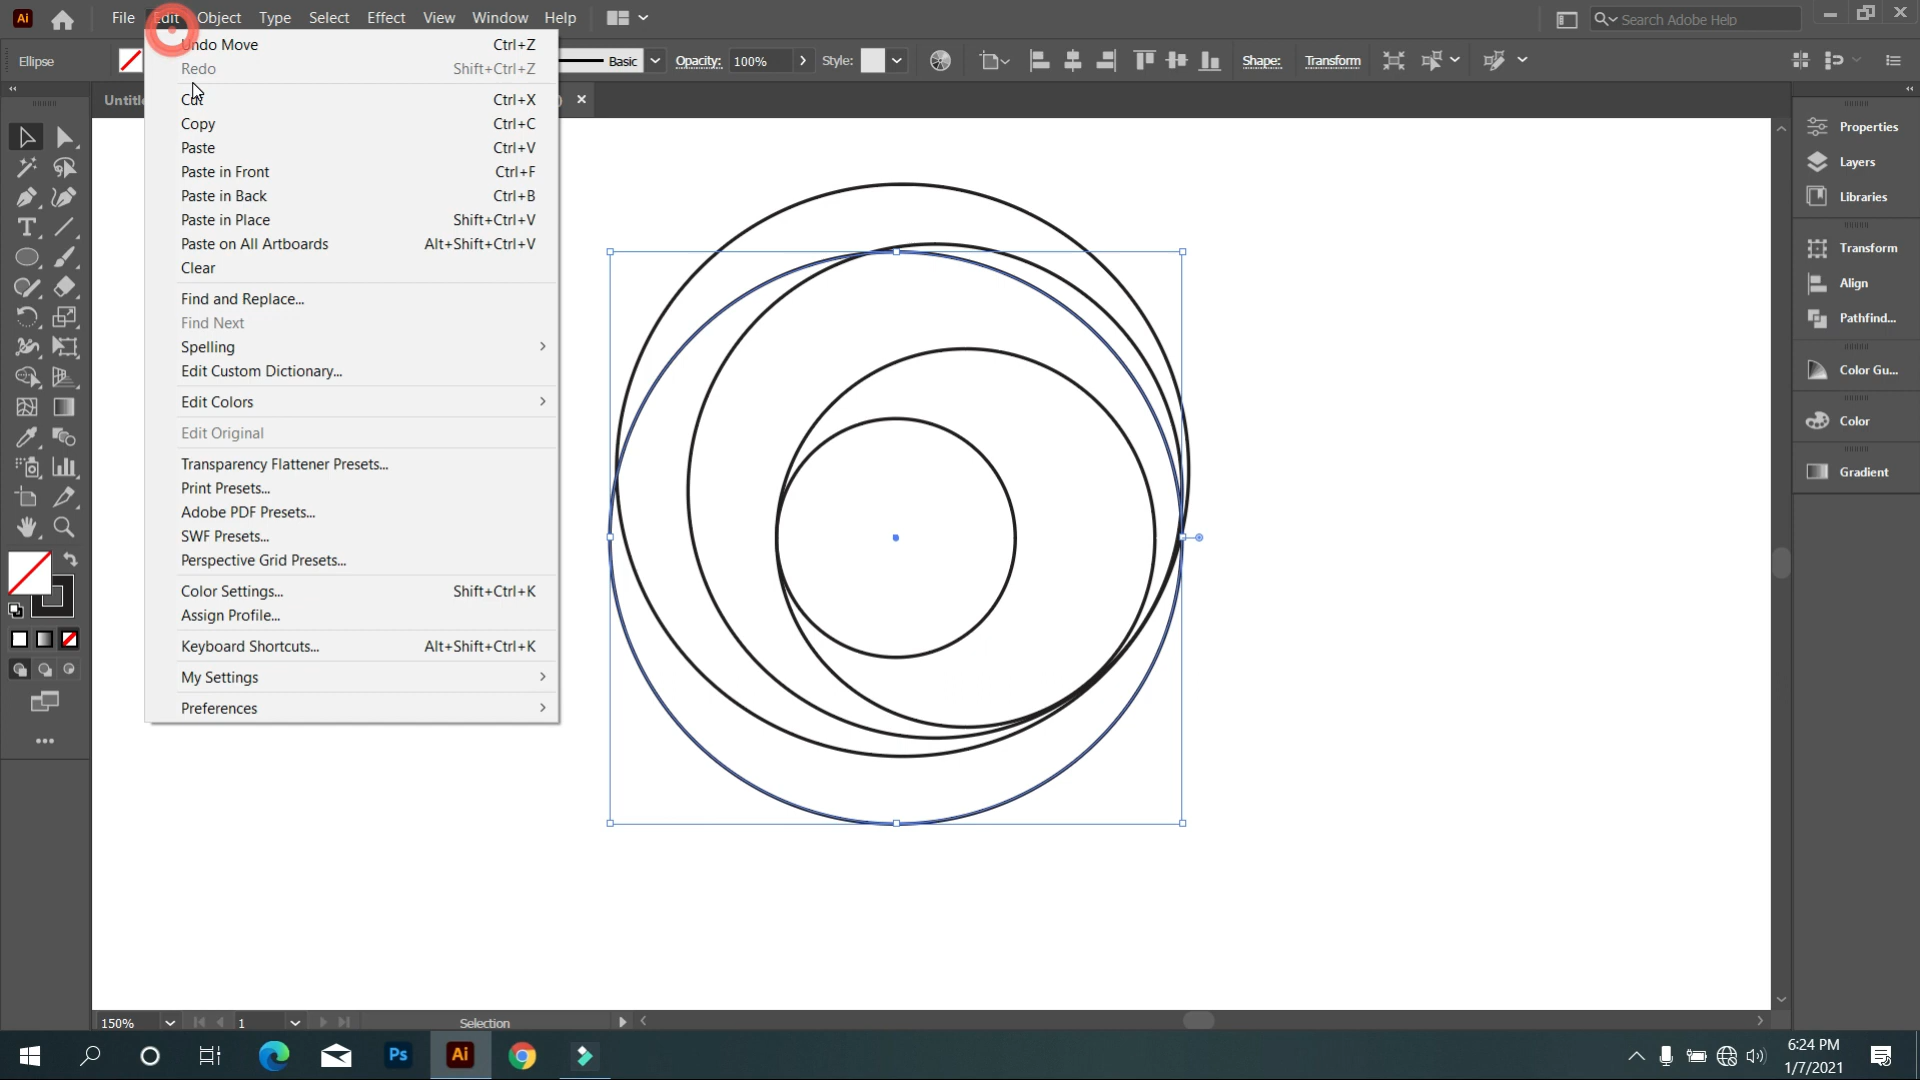 Ai File Edit Object Type Select Effect View Window Help Search Adobe Help
Ellipse Basic Opacity: 100% Style: Shape: Transform
Undo Move Ctrl+Z
Redo Shift+Ctrl+Z
Cut Ctrl+X
Copy Ctrl+C
Paste Ctrl+V
Paste in Front Ctrl+F
Paste in Back Ctrl+B
Paste in Place Shift+Ctrl+V
Paste on All Artboards Alt+Shift+Ctrl+V
Clear
Find and Replace...
Find Next
Spelling
Edit Custom Dictionary...
Edit Colors
Edit Original
Transparency Flattener Presets...
Print Presets...
Adobe PDF Presets...
SWF Presets...
Perspective Grid Presets...
Color Settings... Shift+Ctrl+K
Assign Profile...
Keyboard Shortcuts... Alt+Shift+Ctrl+K
My Settings
Preferences
Properties
Layers
Libraries
Transform
Align
Pathfind...
Color Gu...
Color
Gradient
150% 1 Selection
Ps Ai
6:24 PM
1/7/2021